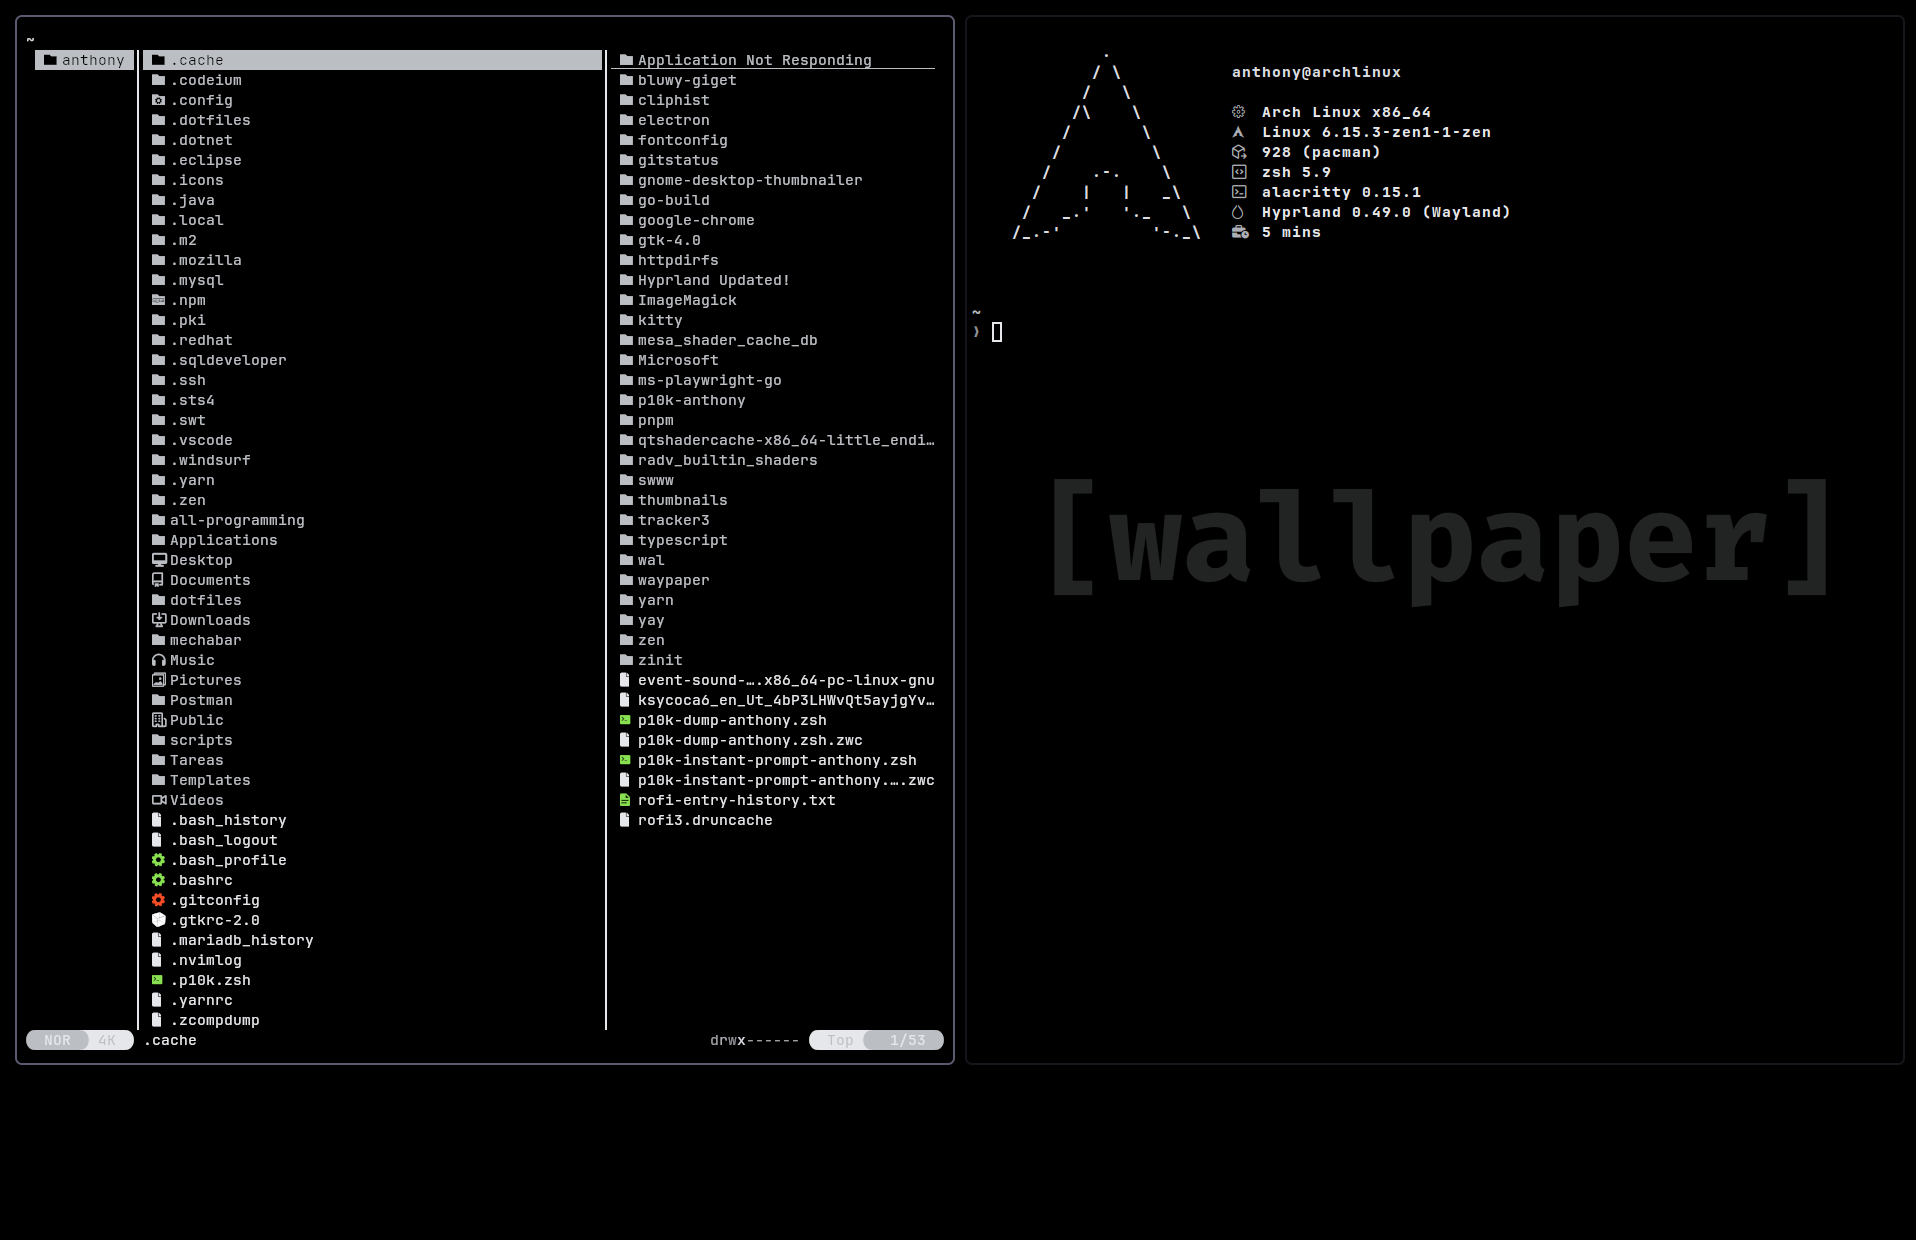 ~
anthony
.cache
.codeium
.config
.dotfiles
.dotnet
.eclipse
.icons
.java
.local
.m2
.mozilla
.mysql
.npm
.pki
.redhat
.sqldeveloper
.ssh
.sts4
.swt
.vscode
.windsurf
.yarn
.zen
all-programming
Applications
Desktop
Documents
dotfiles
Downloads
mechabar
Music
Pictures
Postman
Public
scripts
Tareas
Templates
Videos
.bash_history
.bash_logout
.bash_profile
.bashrc
.gitconfig
.gtkrc-2.0
.mariadb_history
.nvimlog
.p10k.zsh
.yarnrc
.zcompdump
Application Not Responding
bluwy-giget
cliphist
electron
fontconfig
gitstatus
gnome-desktop-thumbnailer
go-build
google-chrome
gtk-4.0
httpdirfs
Hyprland Updated!
ImageMagick
kitty
mesa_shader_cache_db
Microsoft
ms-playwright-go
p10k-anthony
pnpm
qtshadercache-x86_64-little_endi…
radv_builtin_shaders
swww
thumbnails
tracker3
typescript
wal
waypaper
yarn
yay
zen
zinit
event-sound-….x86_64-pc-linux-gnu
ksycoca6_en_Ut_4bP3LHWvQt5ayjgYv…
p10k-dump-anthony.zsh
p10k-dump-anthony.zsh.zwc
p10k-instant-prompt-anthony.zsh
p10k-instant-prompt-anthony.….zwc
rofi-entry-history.txt
rofi3.druncache
NOR 4K .cache drwx------ Top 1/53
anthony@archlinux
Arch Linux x86_64
Linux 6.15.3-zen1-1-zen
928 (pacman)
zsh 5.9
alacritty 0.15.1
Hyprland 0.49.0 (Wayland)
5 mins
~
❯
[wallpaper]